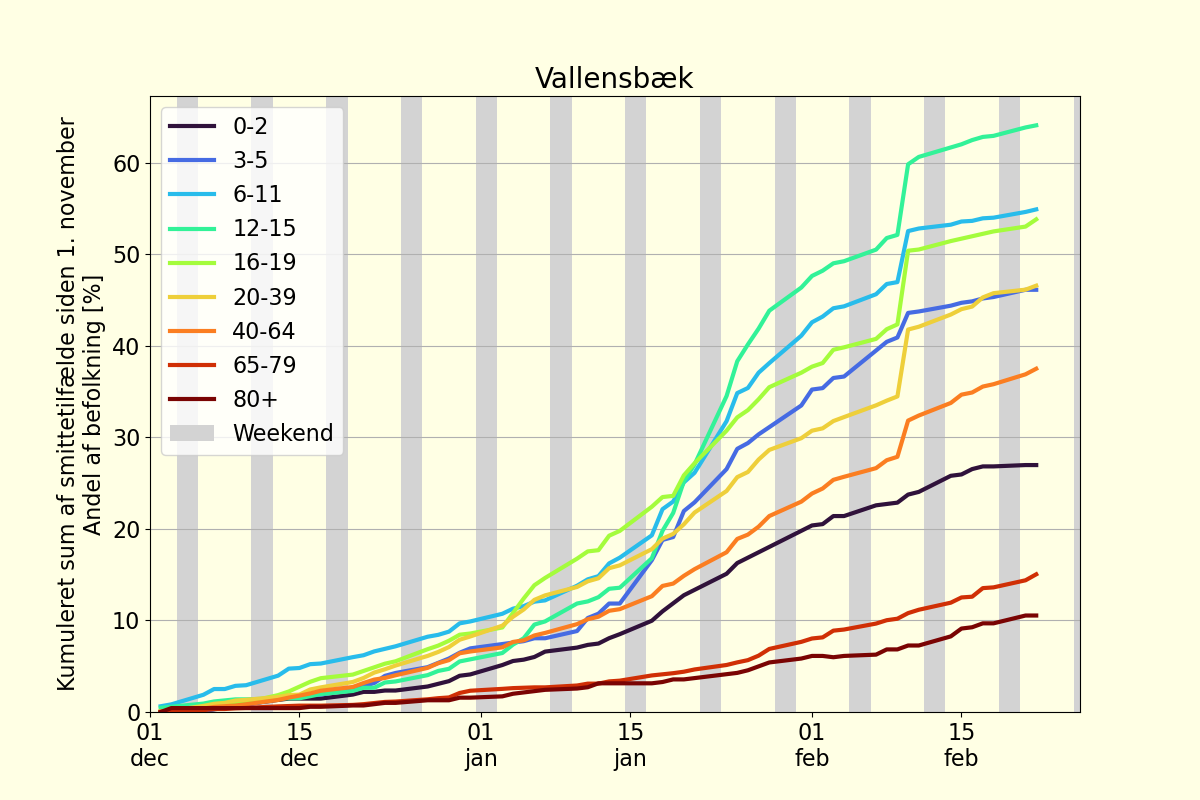 Vallensbæk
Kumuleret sum af smittetilfælde siden 1. november
Andel af befolkning [%]
60
50
40
30
20
10
0
0-2
3-5
6-11
12-15
16-19
20-39
40-64
65-79
80+
Weekend
01 15 01 15 01 15
dec dec jan jan feb feb